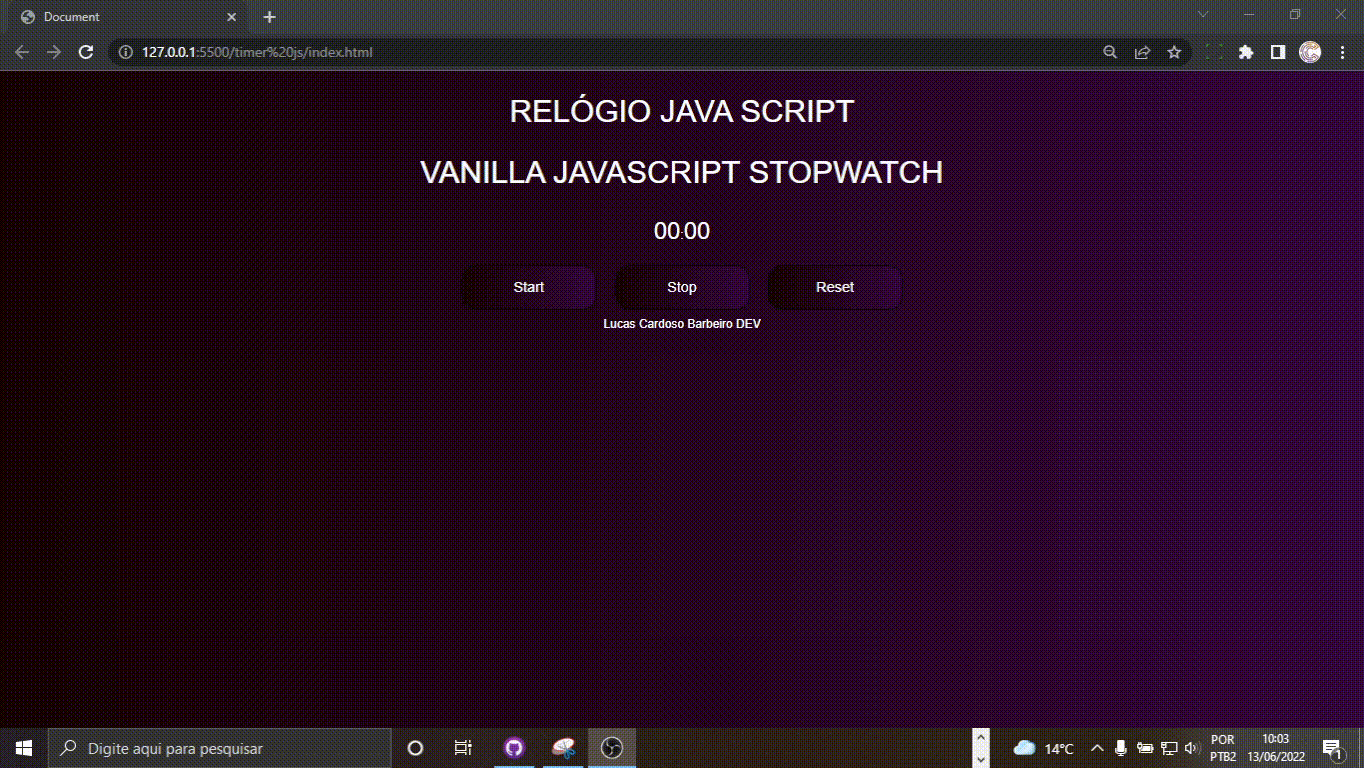 Document
127.0.0.1:5500/timer%20js/index.html
RELÓGIO JAVA SCRIPT
VANILLA JAVASCRIPT STOPWATCH
00:00
Start Stop Reset
Lucas Cardoso Barbeiro DEV
Digite aqui para pesquisar
14°C
POR
PTB2
10:03
13/06/2022
1